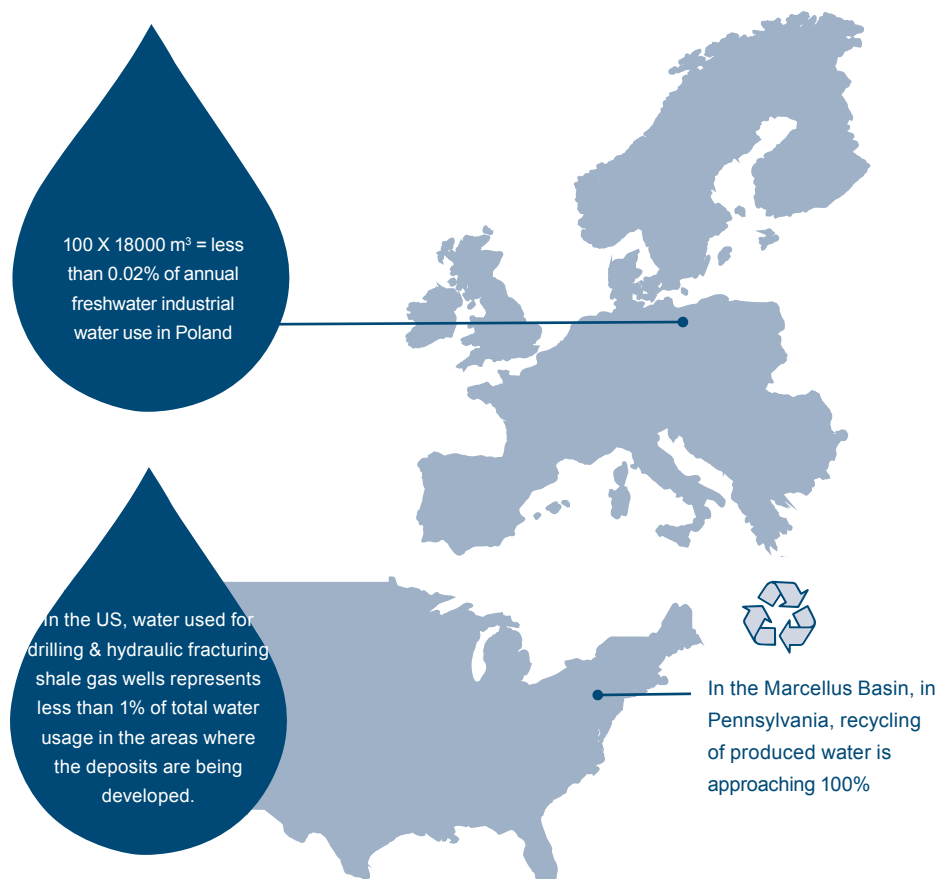 100 X 18000 m³ = less
than 0.02% of annual
freshwater industrial
water use in Poland
In the US, water used for
drilling & hydraulic fracturing
shale gas wells represents
less than 1% of total water
usage in the areas where
the deposits are being
developed.
In the Marcellus Basin, in
Pennsylvania, recycling
of produced water is
approaching 100%